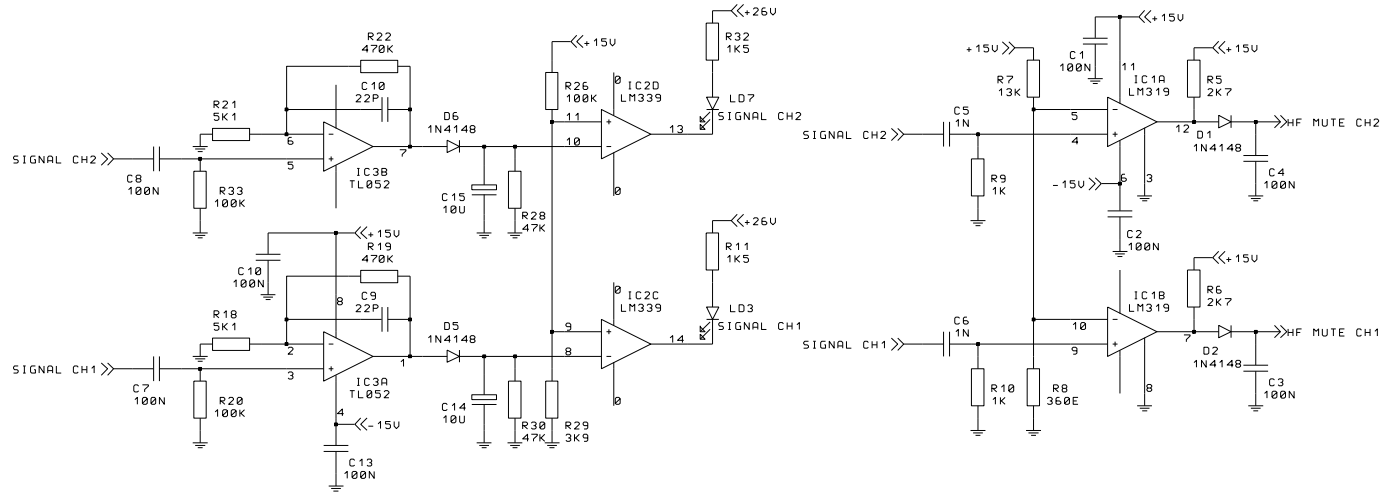 +26V
R32
1K5
LD7
SIGNAL CH2
+15V
R26
100K
IC2D
LM339
0
11
10
13
0
R22
470K
C10
22P
R21
5K1
6
5
7
IC3B
TL052
D6
1N4148
SIGNAL CH2
C8
100N
R33
100K
C15
10U
R28
47K
+15V
C10
100N
R19
470K
8
C9
22P
R18
5K1
2
3
1
IC3A
TL052
4
-15V
C13
100N
D5
1N4148
SIGNAL CH1
C7
100N
R20
100K
C14
10U
R30
47K
R29
3K9
+26V
R11
1K5
LD3
SIGNAL CH1
0
IC2C
LM339
9
8
14
0
+15V
C1
100N
11
IC1A
LM319
+15V
R7
13K
+15V
R5
2K7
5
4
12
D1
1N4148
HF MUTE CH2
C4
100N
SIGNAL CH2
C5
1N
R9
1K
-15V
6
3
C2
100N
+15V
R6
2K7
IC1B
LM319
10
9
7
8
D2
1N4148
HF MUTE CH1
C3
100N
SIGNAL CH1
C6
1N
R10
1K
R8
360E